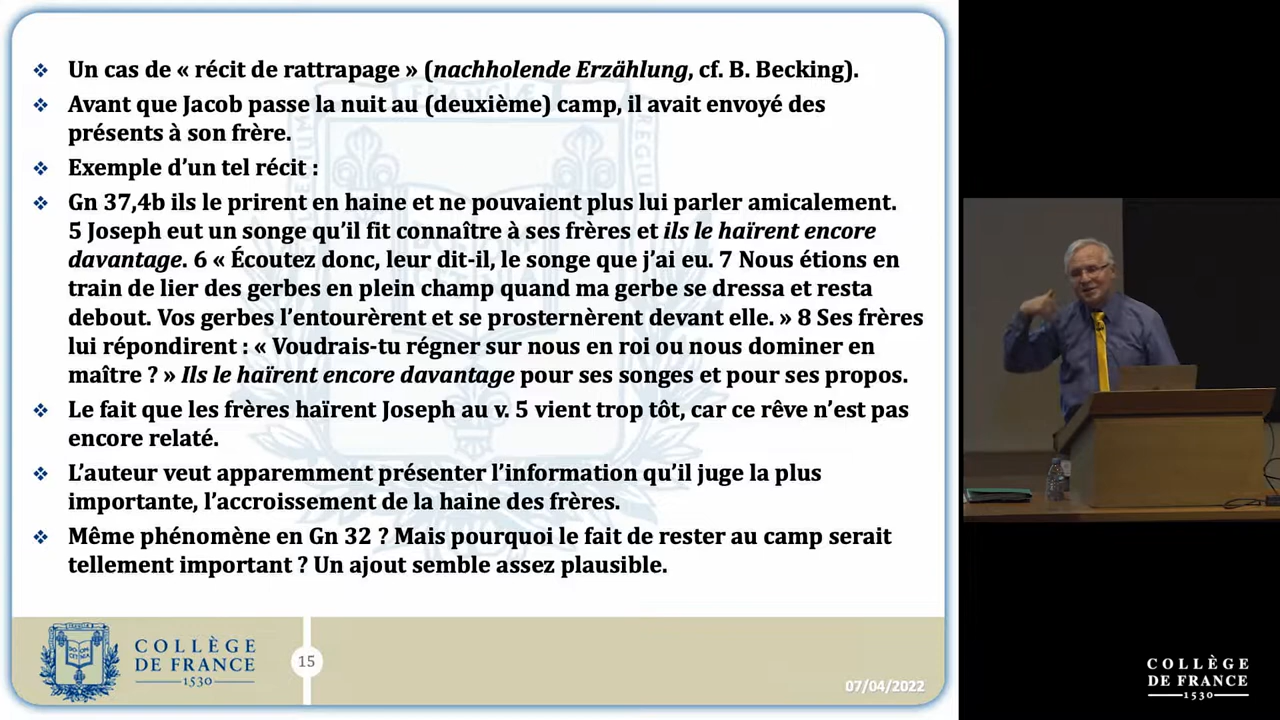 Un cas de « récit de rattrapage » (nachholende Erzählung, cf. B. Becking).
Avant que Jacob passe la nuit au (deuxième) camp, il avait envoyé des
présents à son frère.
Exemple d’un tel récit :
Gn 37,4b ils le prirent en haine et ne pouvaient plus lui parler amicalement.
5 Joseph eut un songe qu’il fit connaître à ses frères et ils le haïrent encore
davantage. 6 « Écoutez donc, leur dit-il, le songe que j’ai eu. 7 Nous étions en
train de lier des gerbes en plein champ quand ma gerbe se dressa et resta
debout. Vos gerbes l’entourèrent et se prosternèrent devant elle. » 8 Ses frères
lui répondirent : « Voudrais-tu régner sur nous en roi ou nous dominer en
maître ? » Ils le haïrent encore davantage pour ses songes et pour ses propos.
Le fait que les frères haïrent Joseph au v. 5 vient trop tôt, car ce rêve n’est pas
encore relaté.
L’auteur veut apparemment présenter l’information qu’il juge la plus
importante, l’accroissement de la haine des frères.
Même phénomène en Gn 32 ? Mais pourquoi le fait de rester au camp serait
tellement important ? Un ajout semble assez plausible.
COLLÈGE
DE FRANCE
1530
15
07/04/2022
COLLÈGE
DE FRANCE
1530